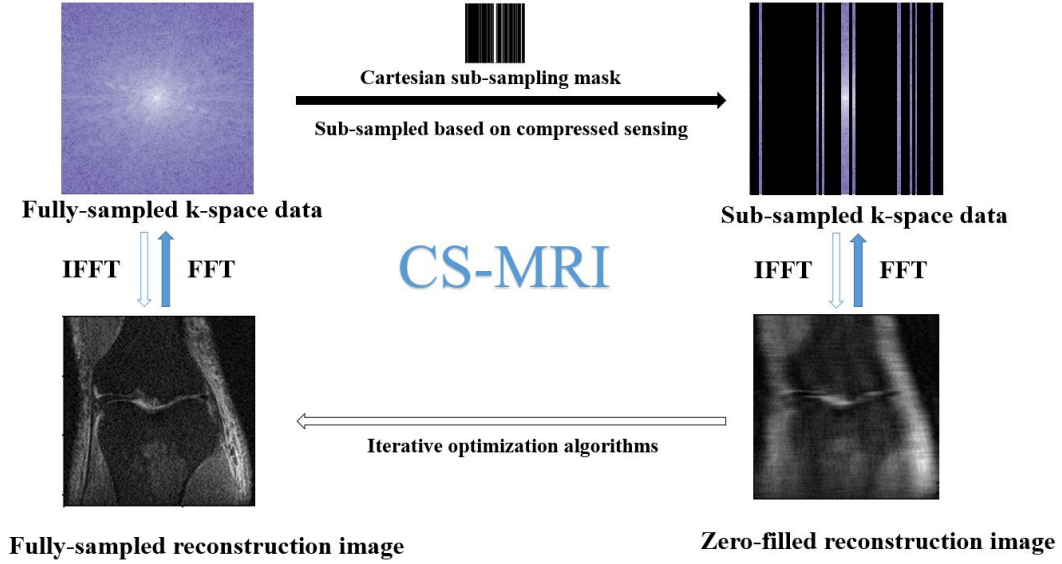 Cartesian sub-sampling mask
Sub-sampled based on compressed sensing
Fully-sampled k-space data
Sub-sampled k-space data
IFFT
FFT
CS-MRI
IFFT
FFT
Iterative optimization algorithms
Fully-sampled reconstruction image
Zero-filled reconstruction image